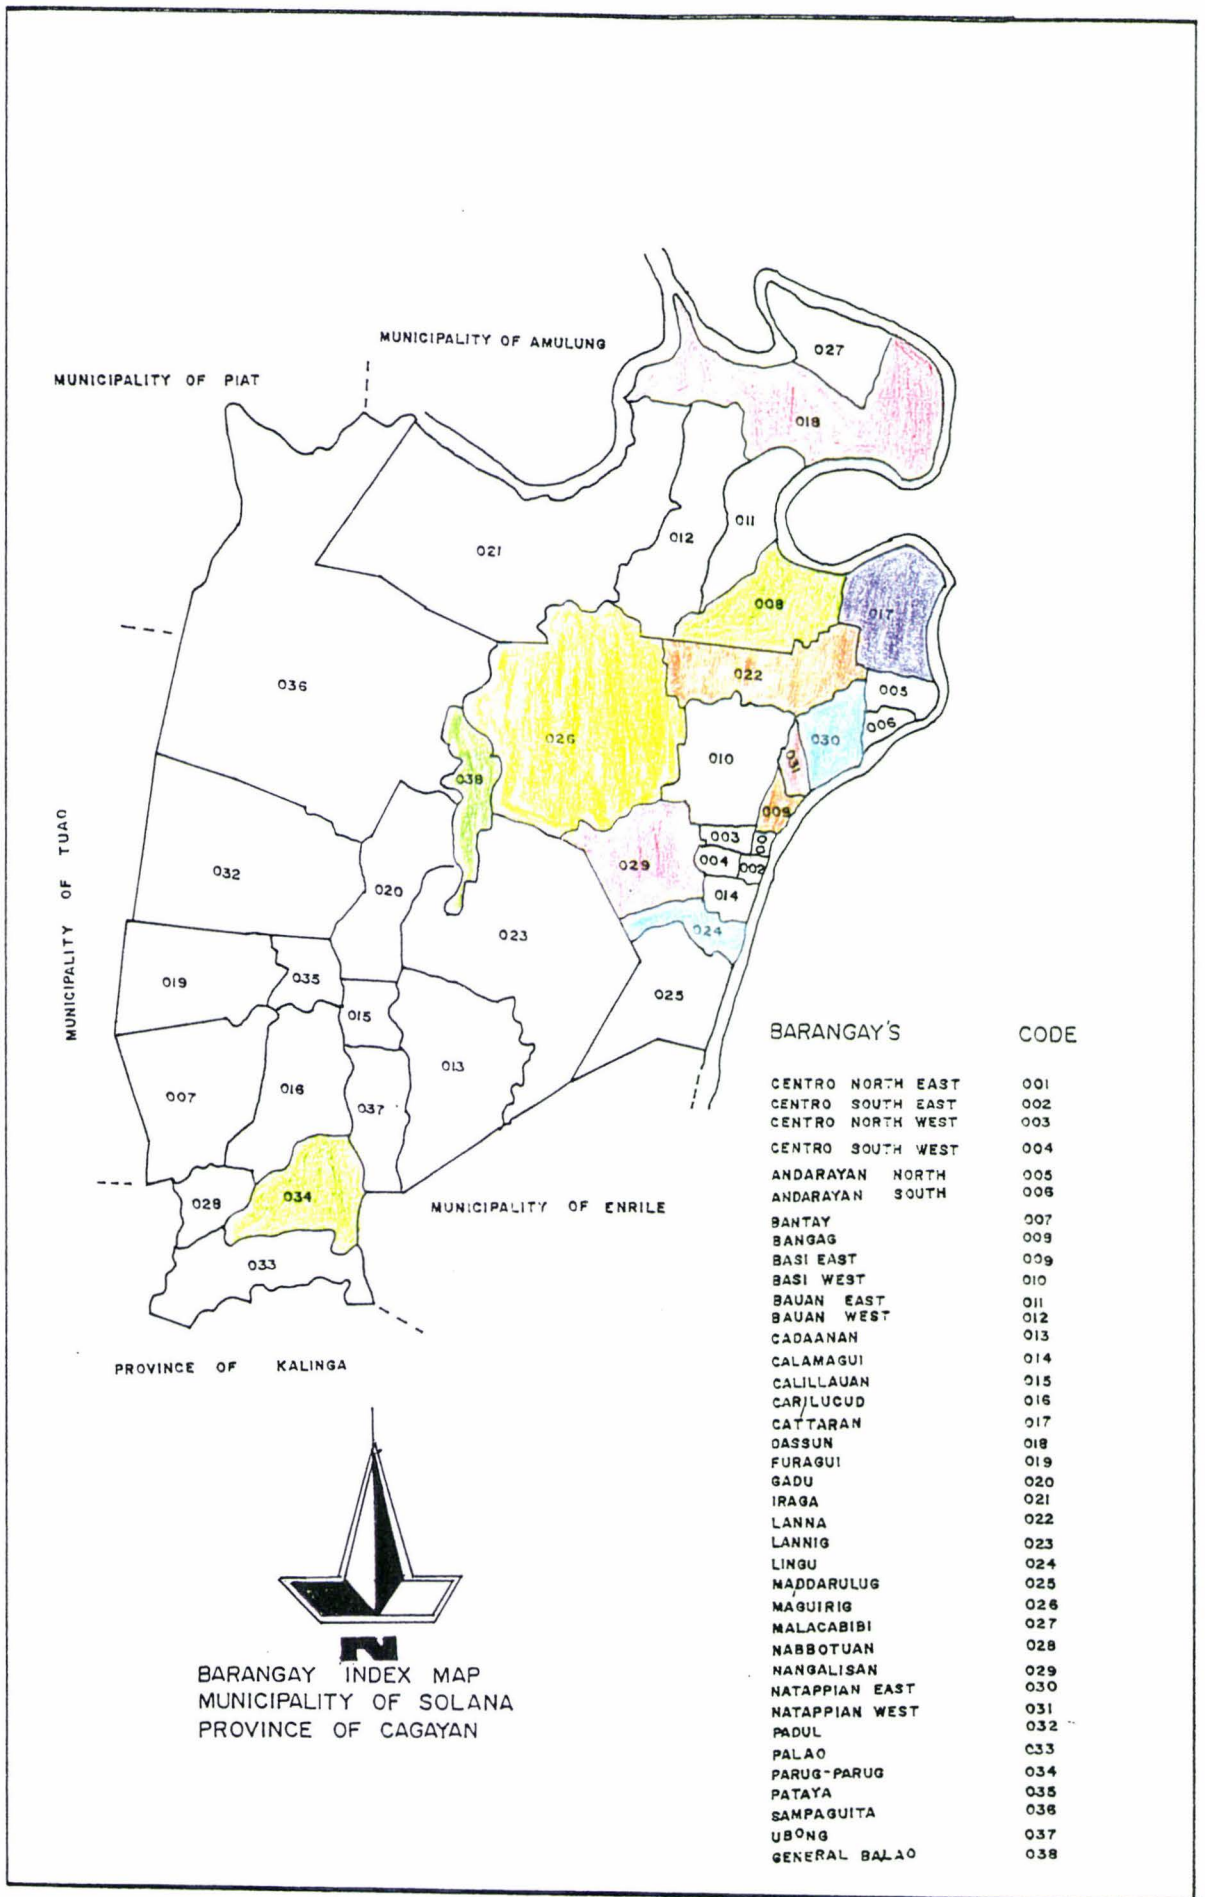 MUNICIPALITY OF AMULUNG
MUNICIPALITY OF PIAT
027
018
011
012
021
008
017
022
005
036
006
026
030
010
031
038
009
003
001
032
029
004
002
020
014
024
023
019
035
025
015
013
007
016
037
028
034
033
MUNICIPALITY OF TUAO
MUNICIPALITY OF ENRILE
PROVINCE OF KALINGA
N
BARANGAY INDEX MAP
MUNICIPALITY OF SOLANA
PROVINCE OF CAGAYAN
BARANGAY'S CODE
CENTRO NORTH EAST 001
CENTRO SOUTH EAST 002
CENTRO NORTH WEST 003
CENTRO SOUTH WEST 004
ANDARAYAN NORTH 005
ANDARAYAN SOUTH 006
BANTAY 007
BANGAG 009
BASI EAST 009
BASI WEST 010
BAUAN EAST 011
BAUAN WEST 012
CADAANAN 013
CALAMAGUI 014
CALILLAUAN 015
CARILUCUD 016
CATTARAN 017
DASSUN 018
FURAGUI 019
GADU 020
IRAGA 021
LANNA 022
LANNIG 023
LINGU 024
MADDARULUG 025
MAGUIRIG 026
MALACABIBI 027
NABBOTUAN 028
NANGALISAN 029
NATAPPIAN EAST 030
NATAPPIAN WEST 031
PADUL 032
PALAO 033
PARUG-PARUG 034
PATAYA 035
SAMPAGUITA 036
UBONG 037
GENERAL BALAO 038